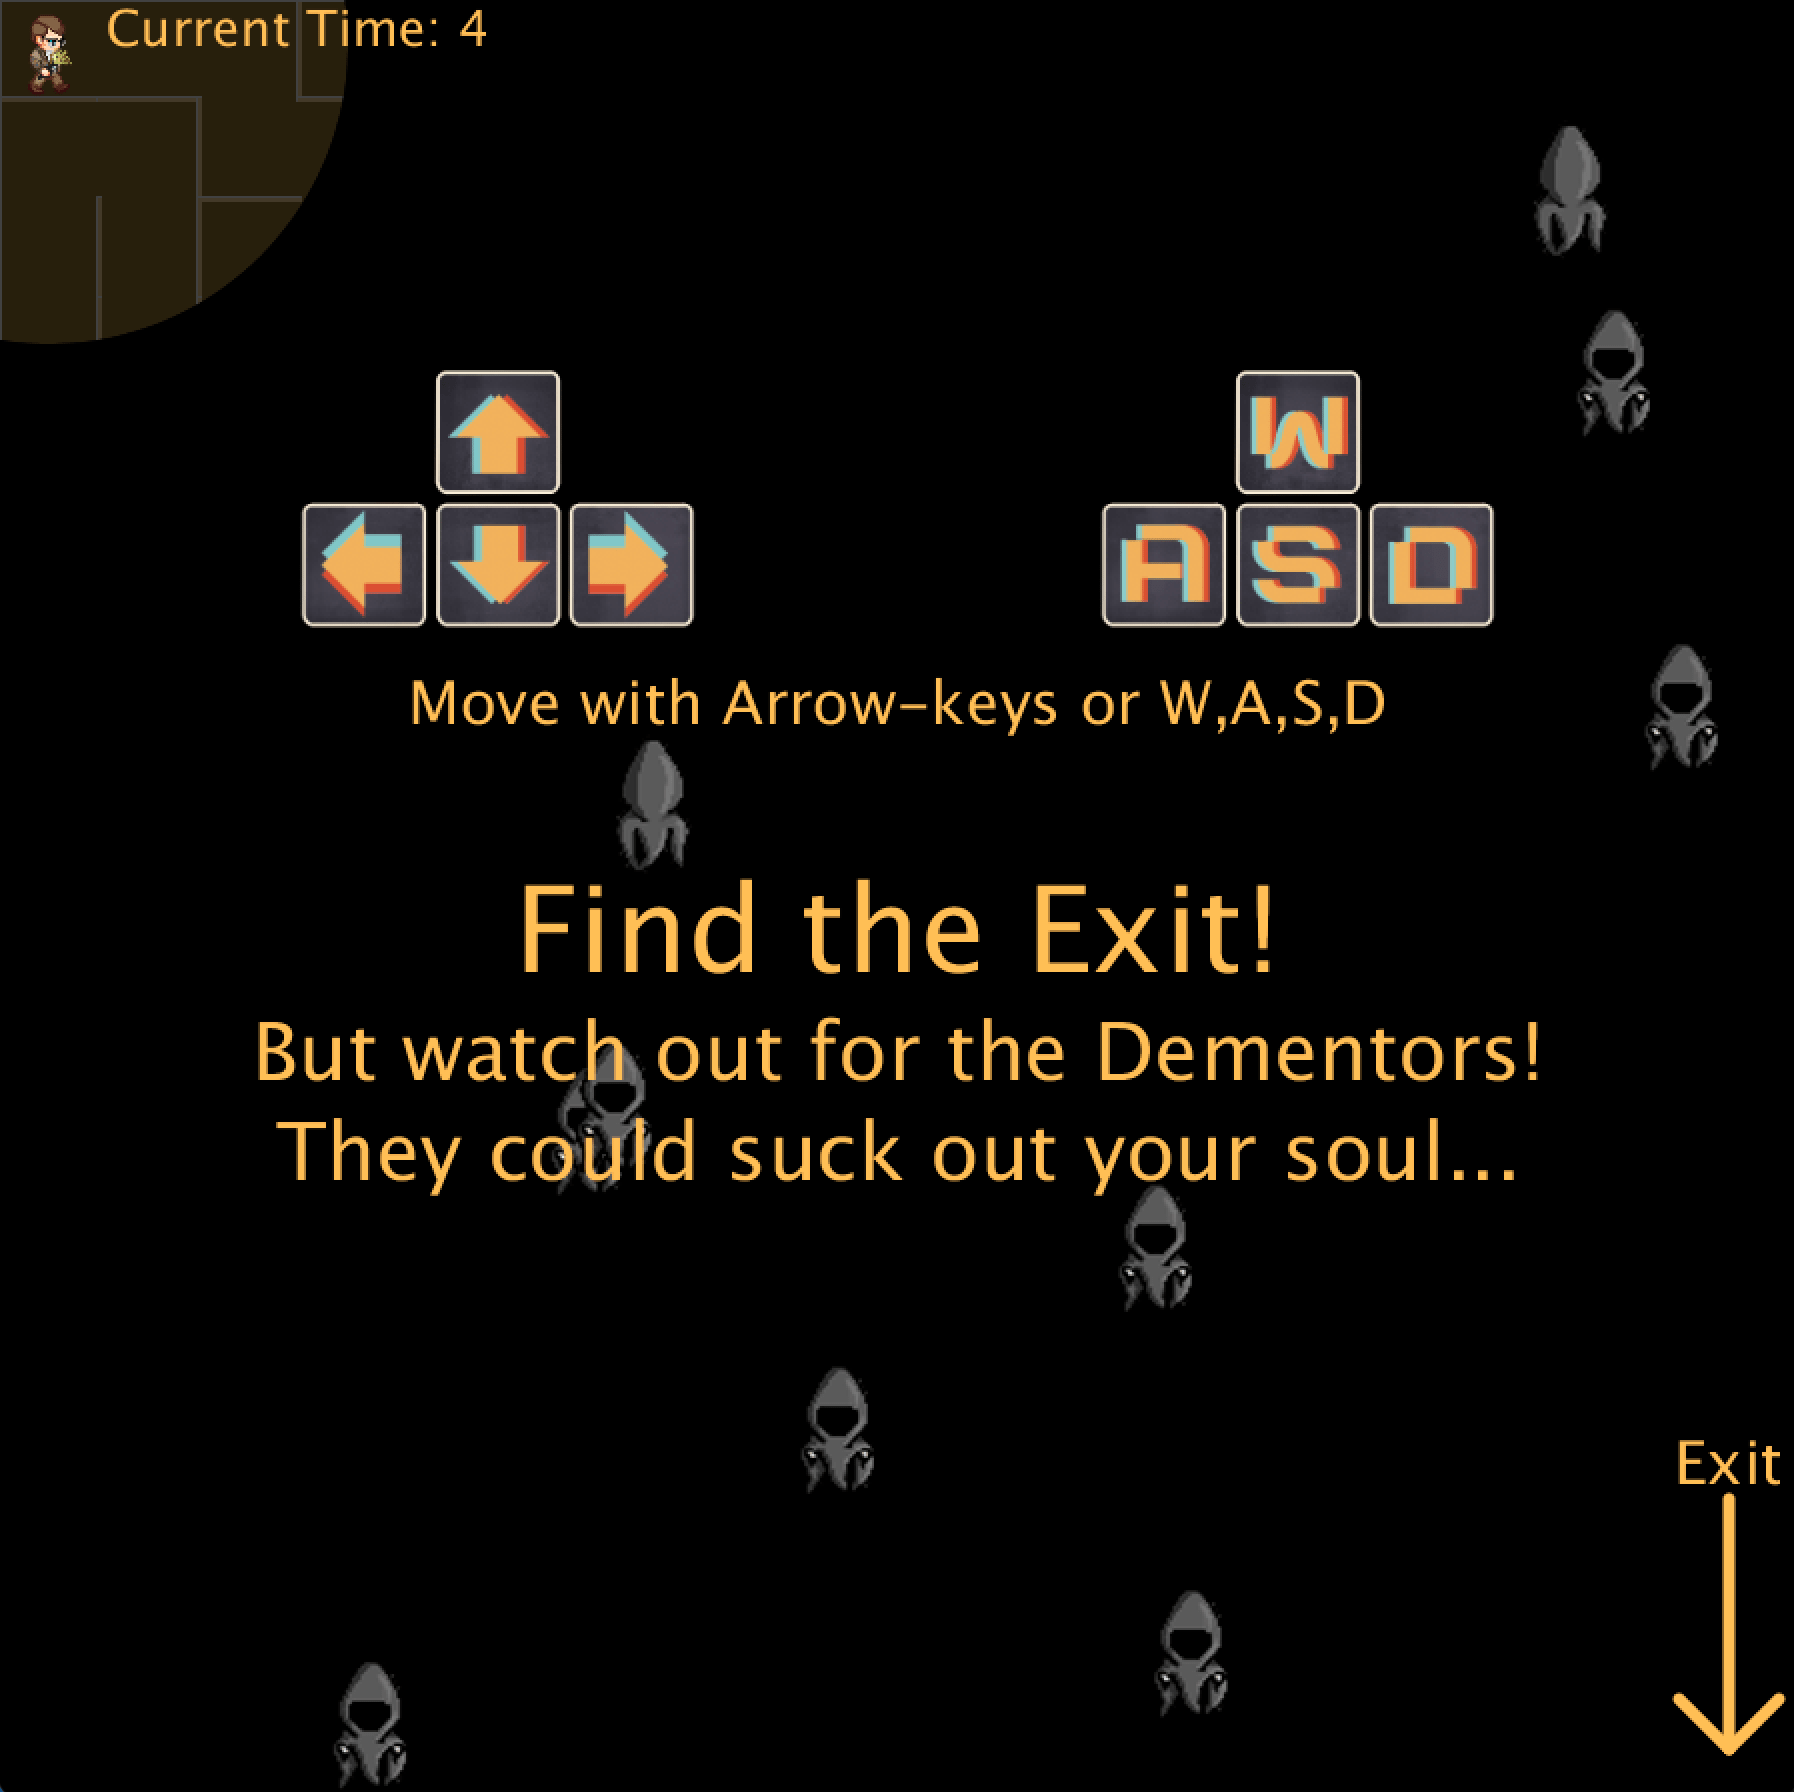 Current Time: 4
W
A S D
Move with Arrow-keys or W,A,S,D
Find the Exit!
But watch out for the Dementors!
They could suck out your soul...
Exit